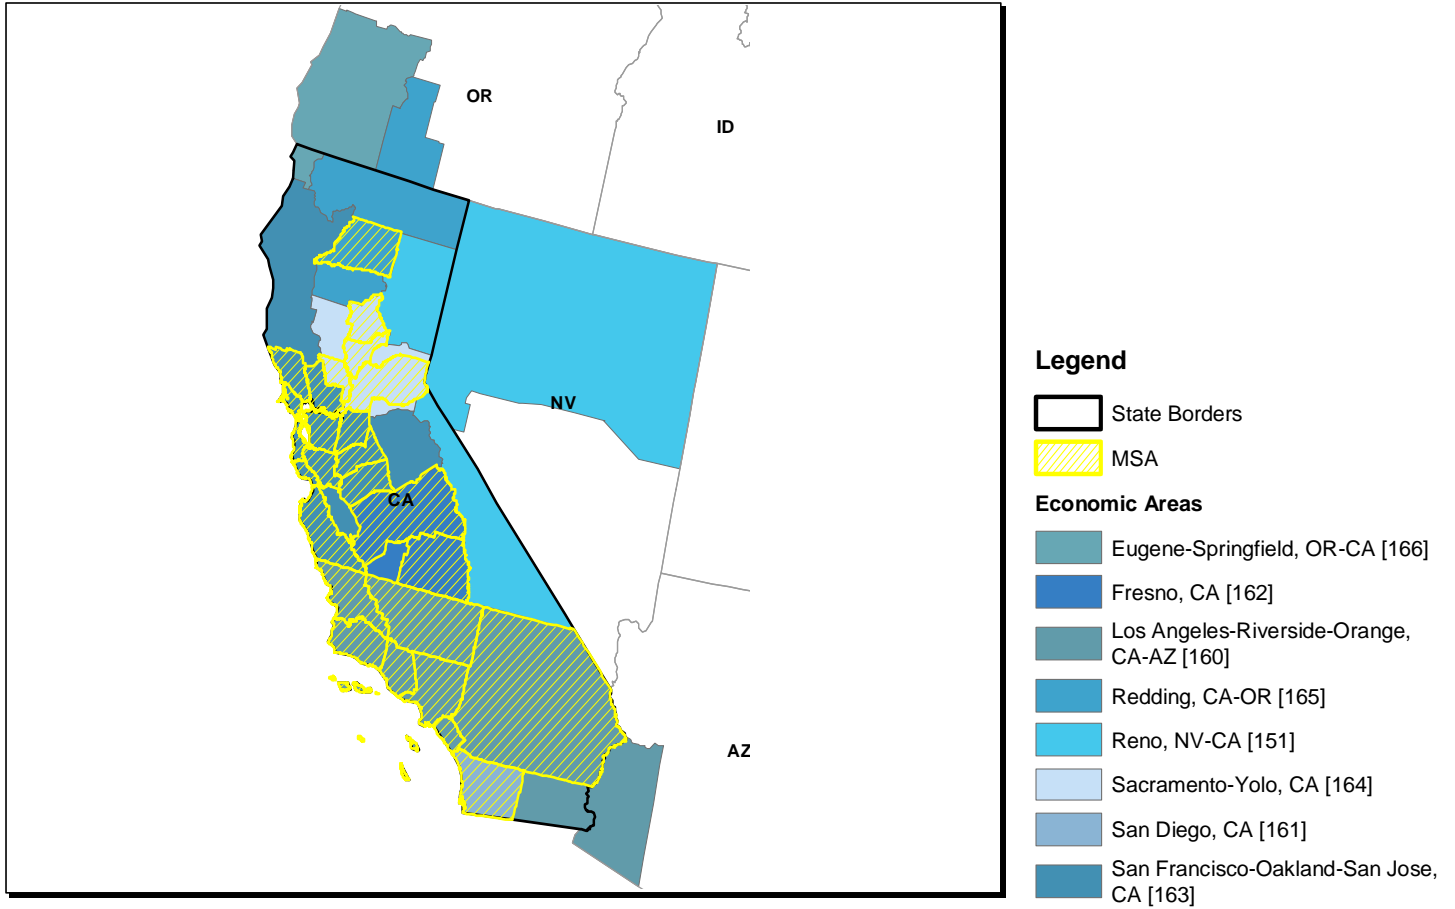 OR
ID
NV
CA
AZ
Legend
State Borders
MSA
Economic Areas
Eugene-Springfield, OR-CA [166]
Fresno, CA [162]
Los Angeles-Riverside-Orange,
CA-AZ [160]
Redding, CA-OR [165]
Reno, NV-CA [151]
Sacramento-Yolo, CA [164]
San Diego, CA [161]
San Francisco-Oakland-San Jose,
CA [163]